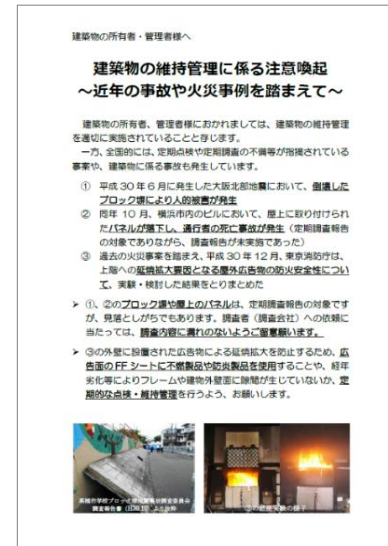 建築物の所有者・管理者様へ
建築物の維持管理に係る注意喚起
～近年の事故や火災事例を踏まえて～
建築物の所有者、管理者様におかれましては、建築物の維持管理
を適切に実施されていることと存じます。
一方、全国的には、定期点検や定期調査の不備等が指摘されている
事案や、建築物に係る事故も発生しています。
① 平成 30 年 6 月に発生した大阪北部地震において、倒壊した
ブロック塀により人的被害が発生
② 同年 10 月、横浜市内のビルにおいて、屋上に取り付けられ
たパネルが落下し、通行者の死亡事故が発生（定期調査報告
の対象でありながら、調査報告が未実施であった）
③ 過去の火災事案を踏まえ、平成 30 年 12 月、東京消防庁は、
上階への延焼拡大要因となる屋外広告物の防火安全性につい
て、実験・検討した結果をとりまとめた
➢ ①、②のブロック塀や屋上のパネルは、定期調査報告の対象です
が、見落としがちでもあります。調査者（調査会社）への依頼に
当たっては、調査内容に漏れのないようご留意願います。
➢ ③の外壁に設置された広告物による延焼拡大を防止するため、広
告面の FF シートに不燃製品や防炎製品を使用することや、経年
劣化等によりフレームや建物外壁面に隙間が生じていないか、定
期的な点検・維持管理を行うよう、お願いします。